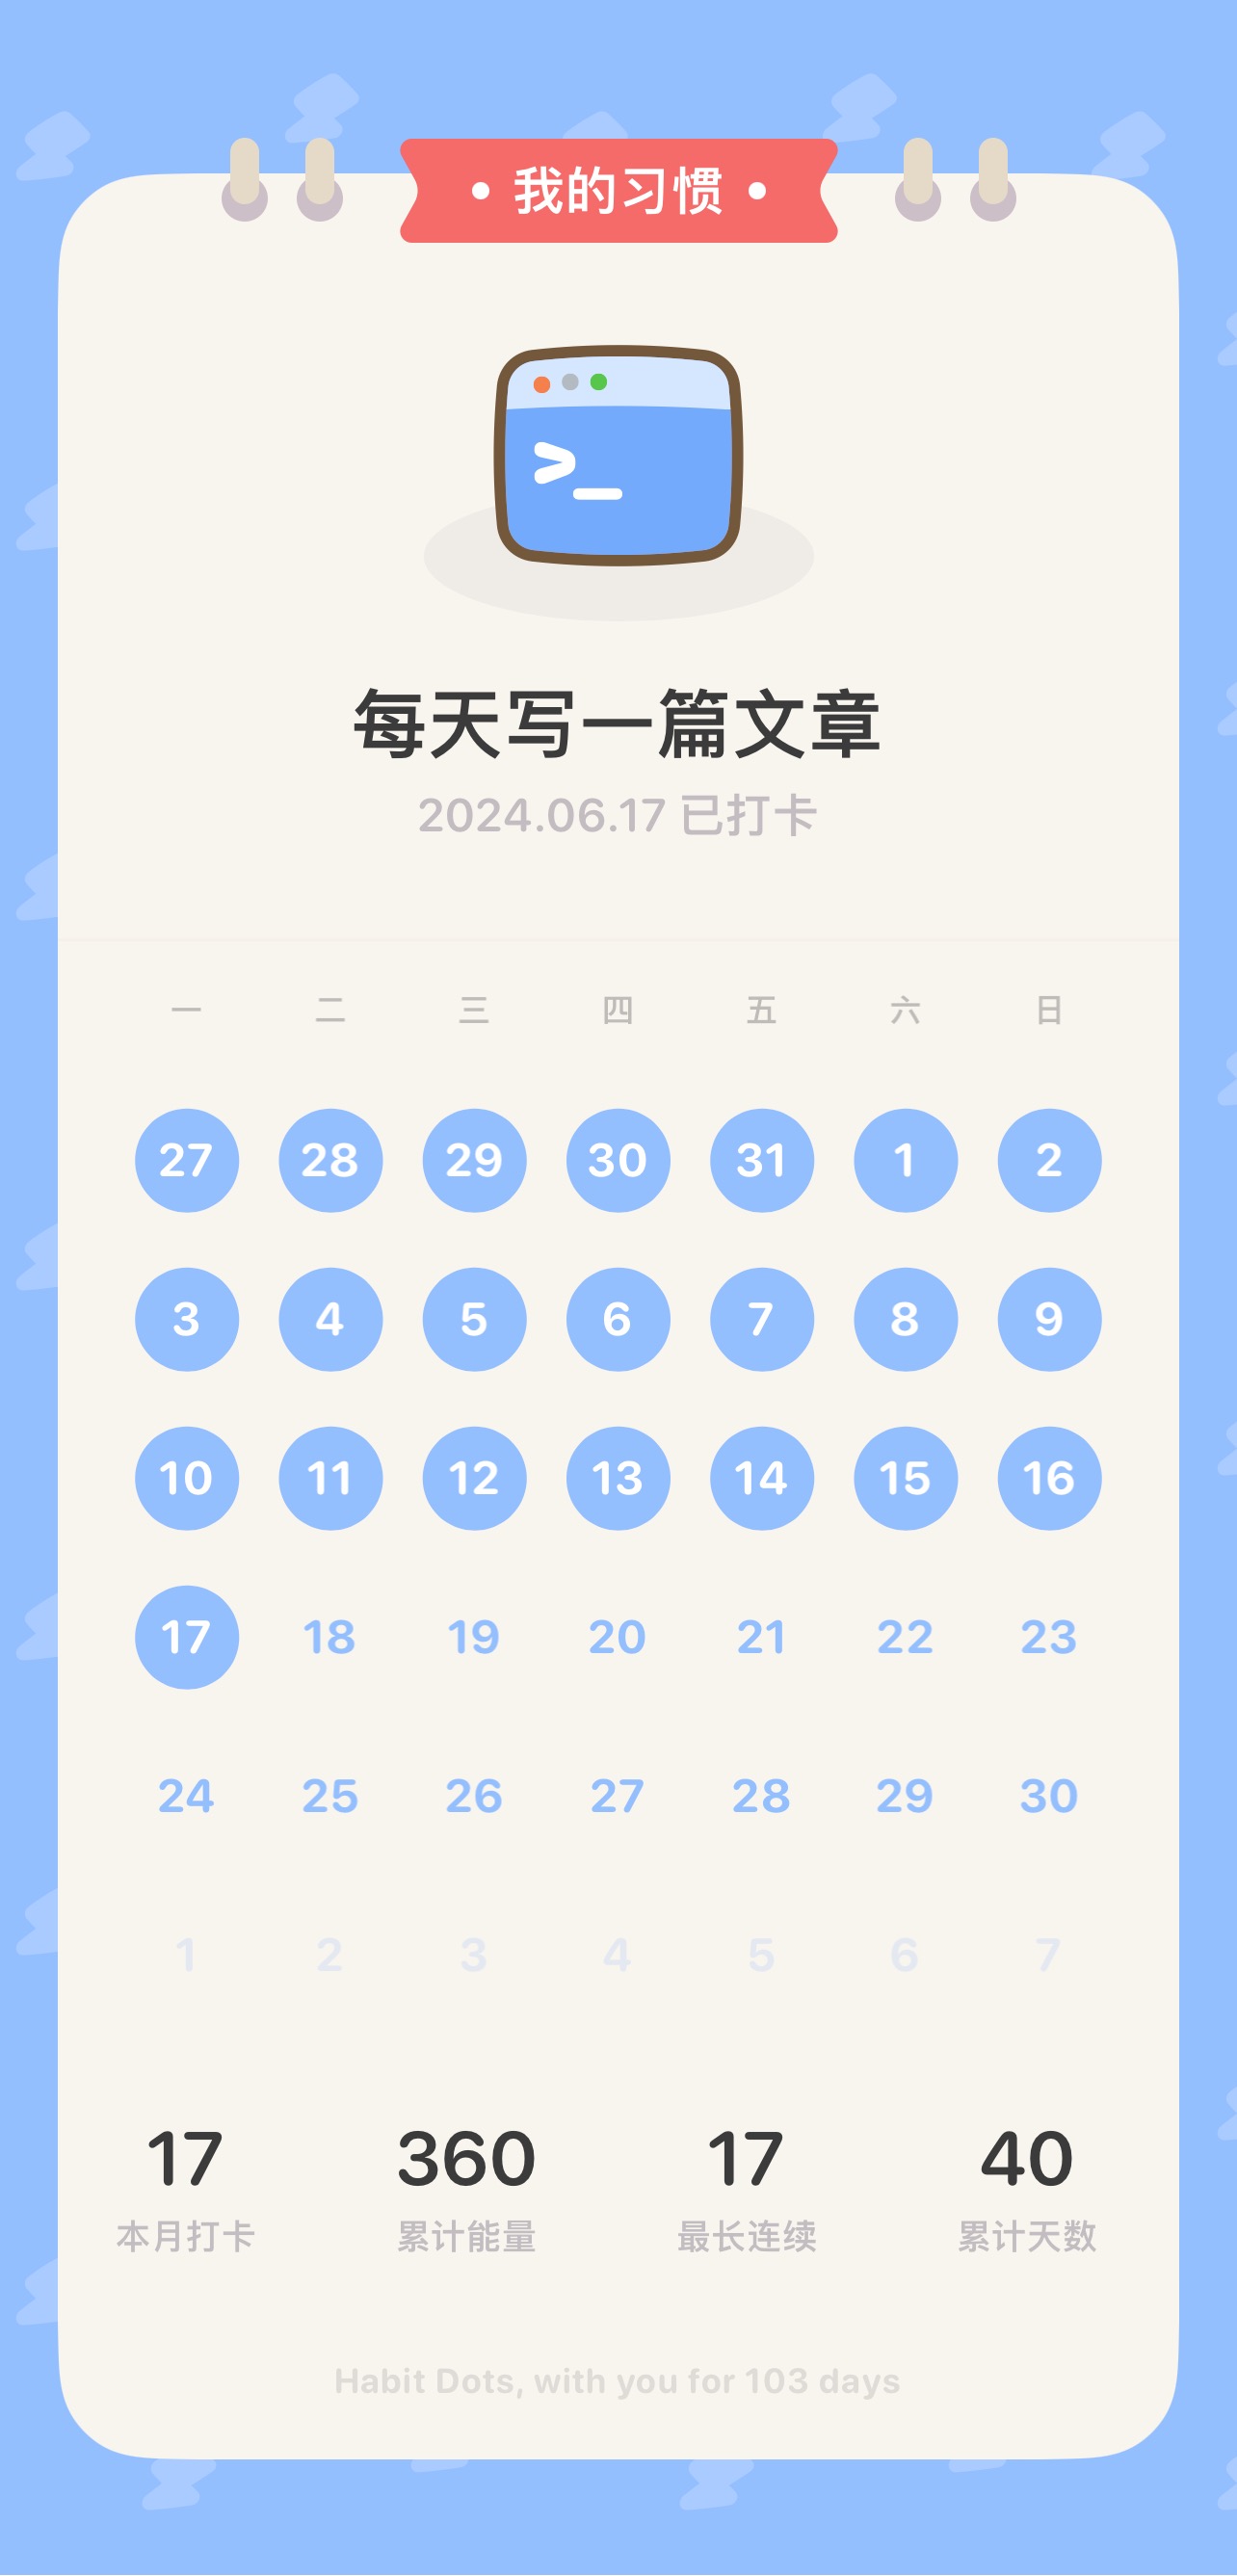 • 我的习惯 •
>_
每天写一篇文章
2024.06.17 已打卡
一 二 三 四 五 六 日
27 28 29 30 31 1 2
3 4 5 6 7 8 9
10 11 12 13 14 15 16
17 18 19 20 21 22 23
24 25 26 27 28 29 30
1 2 3 4 5 6 7
17 360 17 40
本月打卡 累计能量 最长连续 累计天数
Habit Dots, with you for 103 days